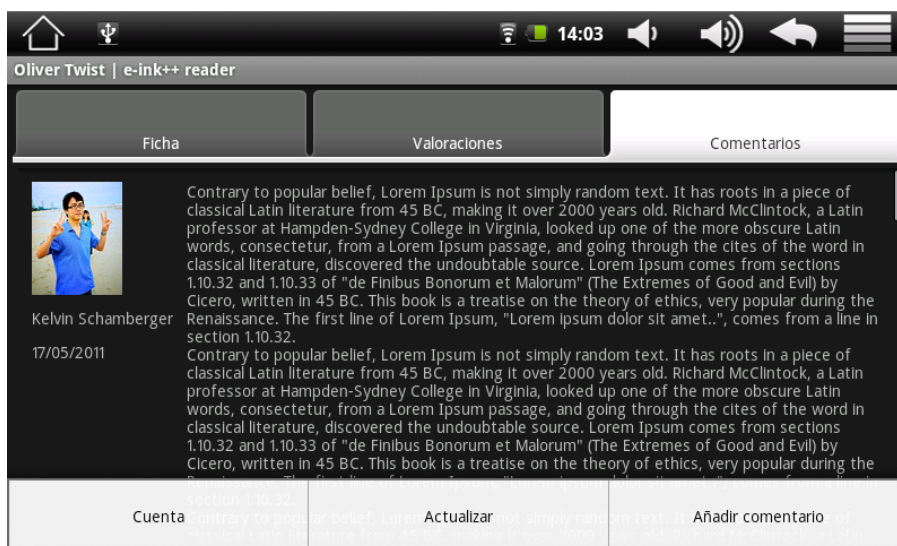 14:03
Oliver Twist | e-ink++ reader
Ficha
Valoraciones
Comentarios
Kelvin Schamberger
17/05/2011
Contrary to popular belief, Lorem Ipsum is not simply random text. It has roots in a piece of
classical Latin literature from 45 BC, making it over 2000 years old. Richard McClintock, a Latin
professor at Hampden-Sydney College in Virginia, looked up one of the more obscure Latin
words, consectetur, from a Lorem Ipsum passage, and going through the cites of the word in
classical literature, discovered the undoubtable source. Lorem Ipsum comes from sections
1.10.32 and 1.10.33 of "de Finibus Bonorum et Malorum" (The Extremes of Good and Evil) by
Cicero, written in 45 BC. This book is a treatise on the theory of ethics, very popular during the
Renaissance. The first line of Lorem Ipsum, "Lorem ipsum dolor sit amet..", comes from a line in
section 1.10.32.
Contrary to popular belief, Lorem Ipsum is not simply random text. It has roots in a piece of
classical Latin literature from 45 BC, making it over 2000 years old. Richard McClintock, a Latin
professor at Hampden-Sydney College in Virginia, looked up one of the more obscure Latin
words, consectetur, from a Lorem Ipsum passage, and going through the cites of the word in
classical literature, discovered the undoubtable source. Lorem Ipsum comes from sections
1.10.32 and 1.10.33 of "de Finibus Bonorum et Malorum" (The Extremes of Good and Evil) by
Cicero, written in 45 BC. This book is a treatise on the theory of ethics, very popular during the
section 1.10.32.
Cuenta
Actualizar
Añadir comentario